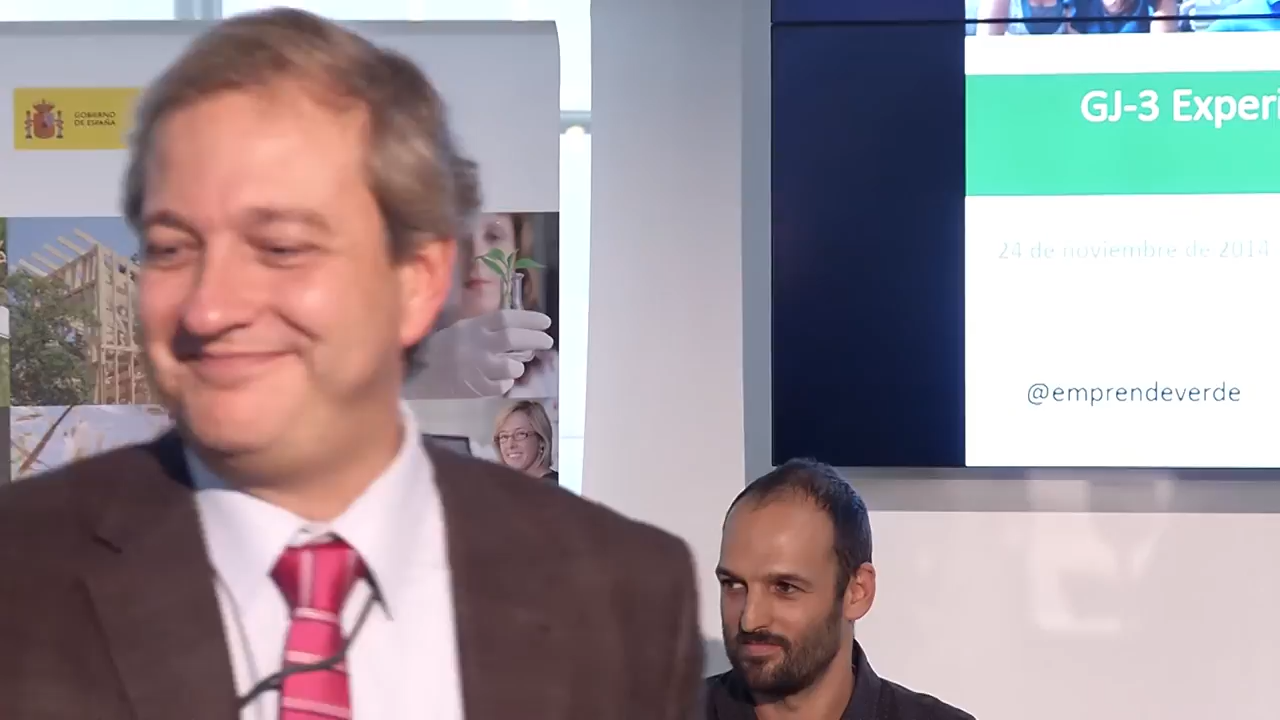 GOBIERNO
DE ESPAÑA
GJ-3 Experi
24 de noviembre de 2014
@emprendeverde